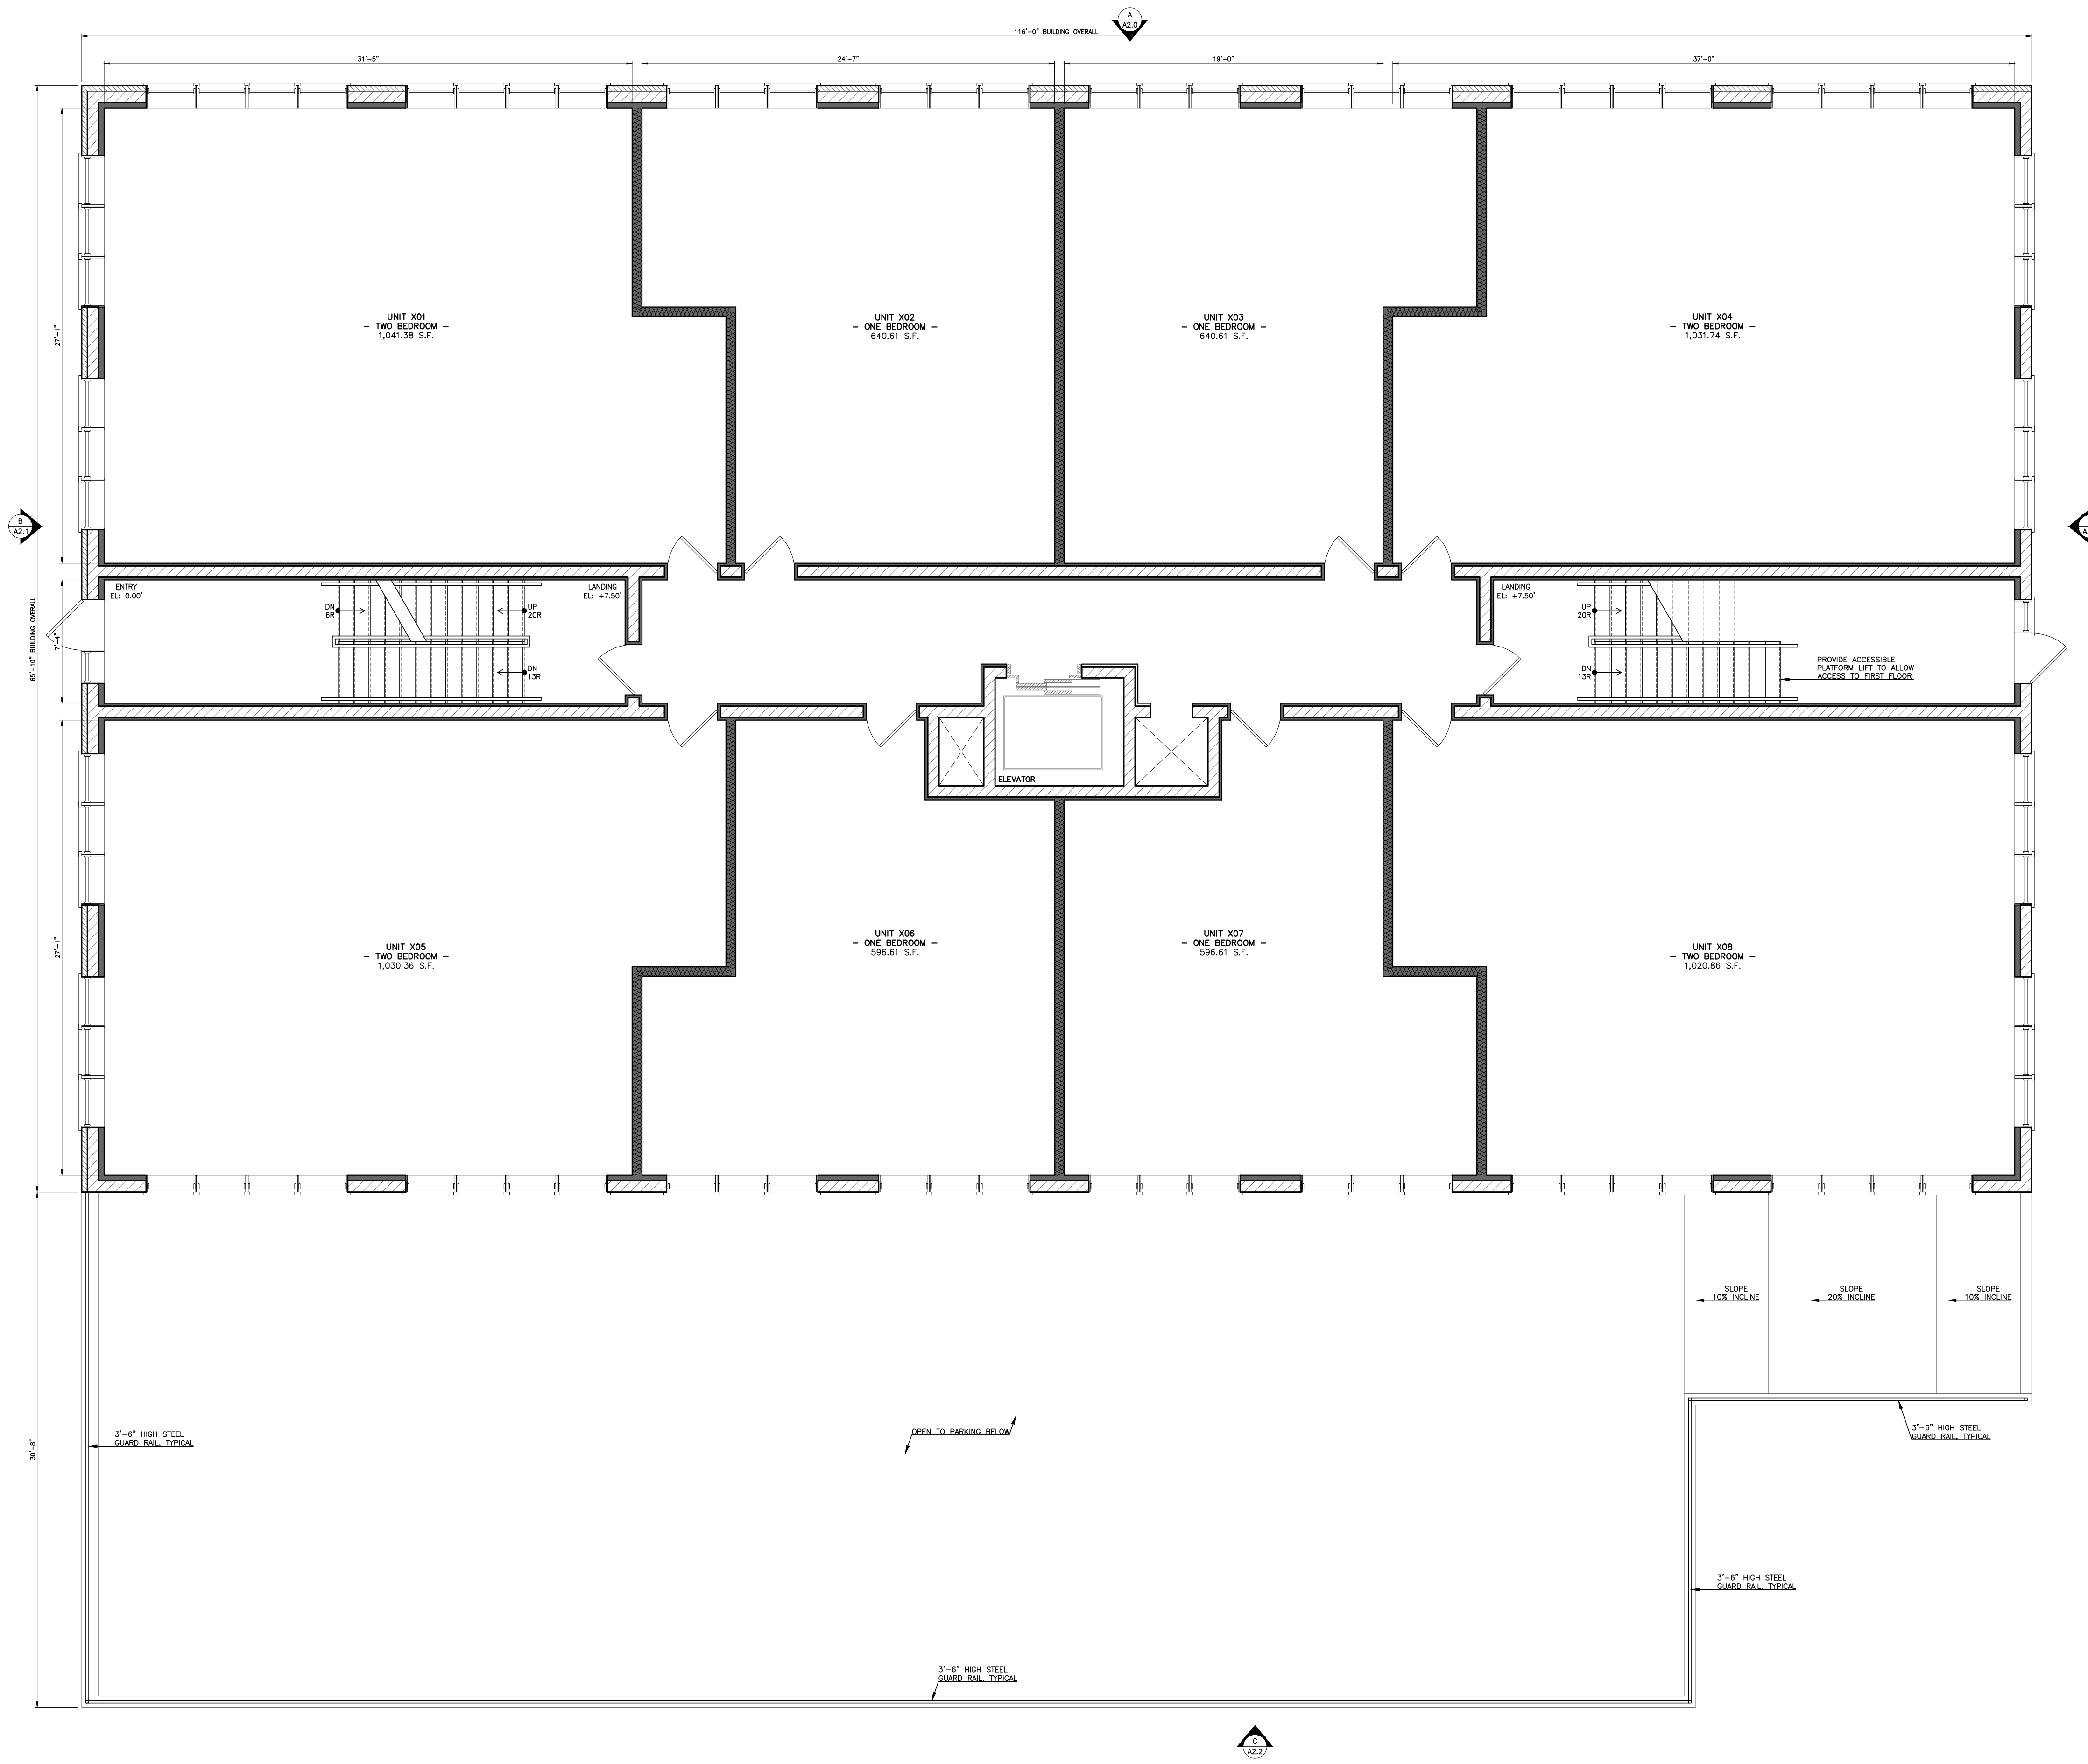 A
A2.0
116'-0" BUILDING OVERALL
31'-5"
24'-7"
19'-0"
37'-0"
UNIT X01
- TWO BEDROOM -
1,041.38 S.F.
UNIT X02
- ONE BEDROOM -
640.61 S.F.
UNIT X03
- ONE BEDROOM -
640.61 S.F.
UNIT X04
- TWO BEDROOM -
1,031.74 S.F.
27'-1"
B
A2.1
ENTRY
EL: 0.00'
DN
6R
UP
20R
DN
13R
LANDING
EL: +7.50'
LANDING
EL: +7.50'
UP
20R
DN
13R
PROVIDE ACCESSIBLE
PLATFORM LIFT TO ALLOW
ACCESS TO FIRST FLOOR
7'-4"
65'-10" BUILDING OVERALL
ELEVATOR
27'-1"
UNIT X05
- TWO BEDROOM -
1,030.36 S.F.
UNIT X06
- ONE BEDROOM -
596.61 S.F.
UNIT X07
- ONE BEDROOM -
596.61 S.F.
UNIT X08
- TWO BEDROOM -
1,020.86 S.F.
SLOPE
10% INCLINE
SLOPE
20% INCLINE
SLOPE
10% INCLINE
30'-8"
3'-6" HIGH STEEL
GUARD RAIL, TYPICAL
OPEN TO PARKING BELOW
3'-6" HIGH STEEL
GUARD RAIL, TYPICAL
3'-6" HIGH STEEL
GUARD RAIL, TYPICAL
3'-6" HIGH STEEL
GUARD RAIL, TYPICAL
C
A2.2